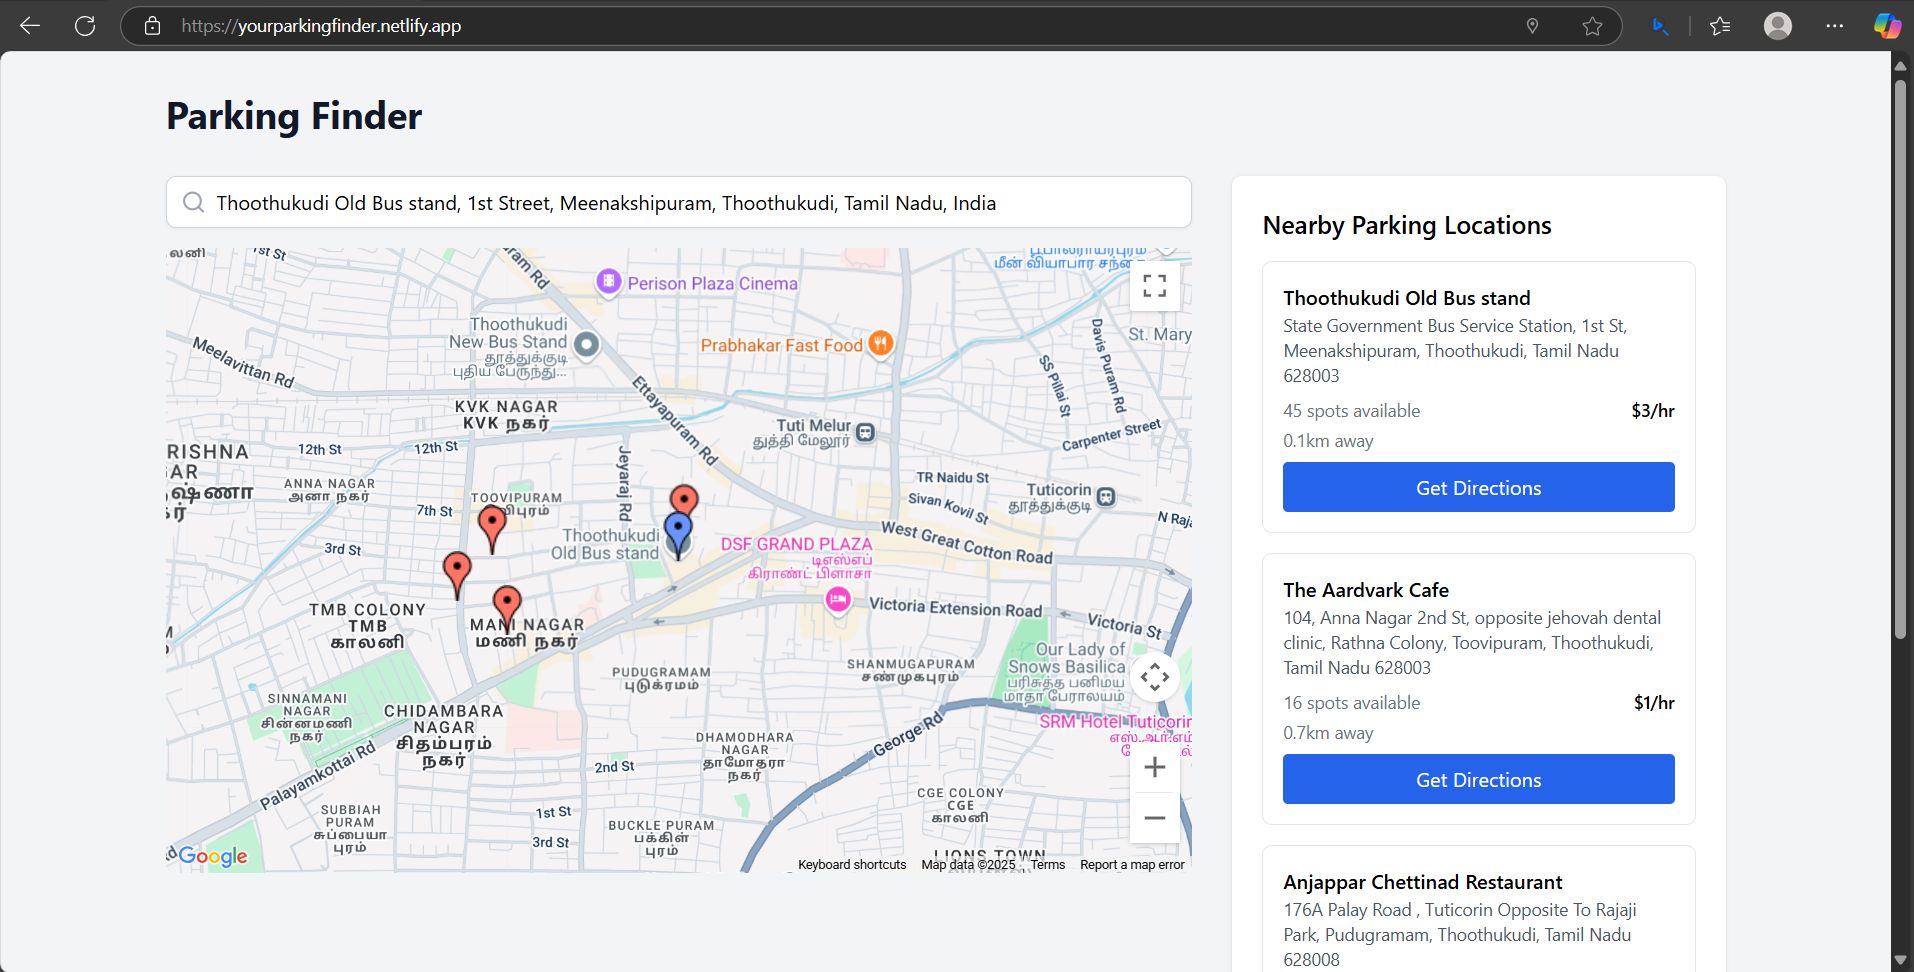 https://yourparkingfinder.netlify.app
Parking Finder
Thoothukudi Old Bus stand, 1st Street, Meenakshipuram, Thoothukudi, Tamil Nadu, India
1st St
Perison Plaza Cinema
மீன் வியாபார சந்தை
Thoothukudi
New Bus Stand
தூத்துக்குடி
புதிய பேருந்து...
Prabhakar Fast Food
St. Mary
Davis Puram Rd
SS Pillai St
Meelavittan Rd
Ettayapuram Rd
KVK NAGAR
KVK நகர்
Tuti Melur
துத்தி மேலூர்
Carpenter Street
12th St
12th St
RISHNA
ANNA NAGAR
அனா நகர்
Jeyaraj Rd
TOOVIPURAM
7th St
TR Naidu St
Sivan Kovil St
Tuticorin
தூத்துக்குடி
3rd St
Thoothukudi
Old Bus stand
DSF GRAND PLAZA
டிஎஸ்எஃப்
கிராண்ட் பிளாசா
West Great Cotton Road
TMB COLONY
TMB
காலனி
MANI NAGAR
மணி நகர்
Victoria Extension Road
Victoria St
PUDUGRAMAM
புடுக்ரமம்
SHANMUGAPURAM
சண்முகபுரம்
Our Lady of
Snows Basilica
பரிசுத்த பனிமய
மாதா பேராலயம்
SINNAMANI
NAGAR
சின்னமணி
நகர்
CHIDAMBARA
NAGAR
சிதம்பரம்
நகர்
SRM Hotel Tuticorin
எஸ்.ஆர்.எம்
George Rd
DHAMODHARA
NAGAR
தாமோதரா
நகர்
Palayamkottai Rd
2nd St
SUBBIAH
PURAM
சுப்பையா
புரம்
1st St
3rd St
BUCKLE PURAM
பக்கிள்
புரம்
CGE COLONY
CGE
காலனி
LIONS TOWN
Google
Keyboard shortcuts
Map data ©2025
Terms
Report a map error
Nearby Parking Locations
Thoothukudi Old Bus stand
State Government Bus Service Station, 1st St,
Meenakshipuram, Thoothukudi, Tamil Nadu
628003
45 spots available $3/hr
0.1km away
Get Directions
The Aardvark Cafe
104, Anna Nagar 2nd St, opposite jehovah dental
clinic, Rathna Colony, Toovipuram, Thoothukudi,
Tamil Nadu 628003
16 spots available $1/hr
0.7km away
Get Directions
Anjappar Chettinad Restaurant
176A Palay Road , Tuticorin Opposite To Rajaji
Park, Pudugramam, Thoothukudi, Tamil Nadu
628008